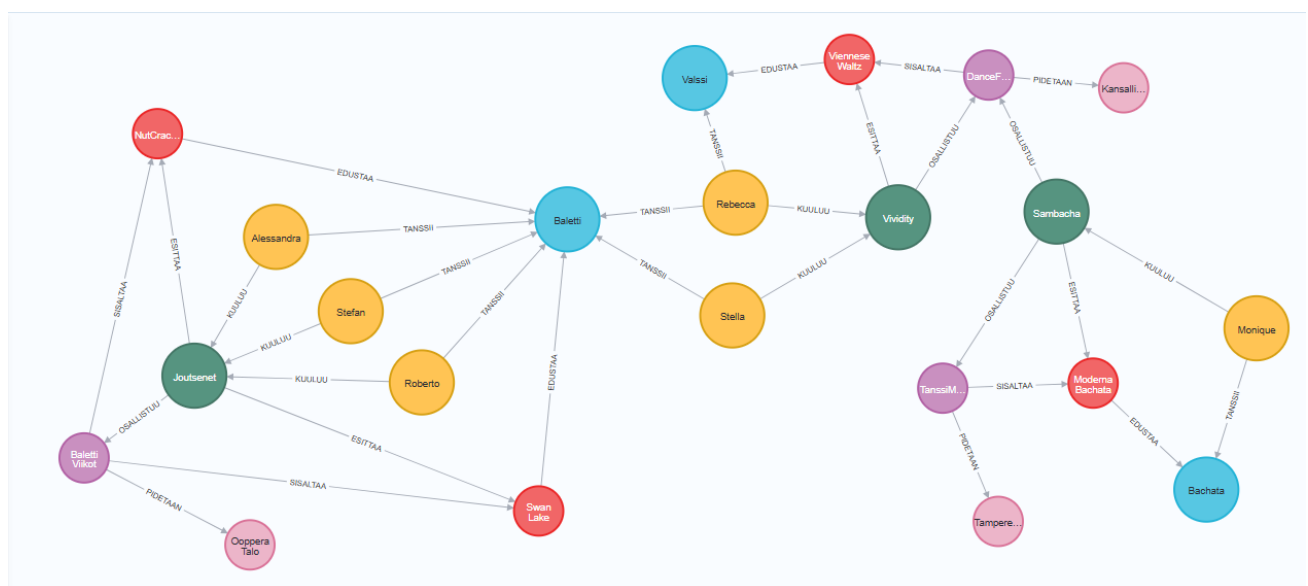 Viennese
Waltz
SISALTAA
DanceF...
EDUSTAA
Valssi
PIDETAAN
Kansalli...
NutCrac...
TANSSII
ESITTAA
OSALLISTUU
OSALLISTUU
EDUSTAA
Rebecca
TANSSII
KUULUU
Vividity
Sambacha
Baletti
Alessandra
TANSSII
ESITTAA
KUULUU
TANSSII
TANSSII
KUULUU
KUULUU
SISALTAA
Stefan
TANSSII
Stella
OSALLISTUU
ESITTAA
Monique
KUULUU
Joutsenet
KUULUU
Roberto
EDUSTAA
TanssiM...
SISALTAA
Moderna
Bachata
TANSSII
OSALLISTUU
ESITTAA
EDUSTAA
Baletti
Viikot
SISALTAA
PIDETAAN
PIDETAAN
Bachata
Swan
Lake
Tampere...
Ooppera
Talo